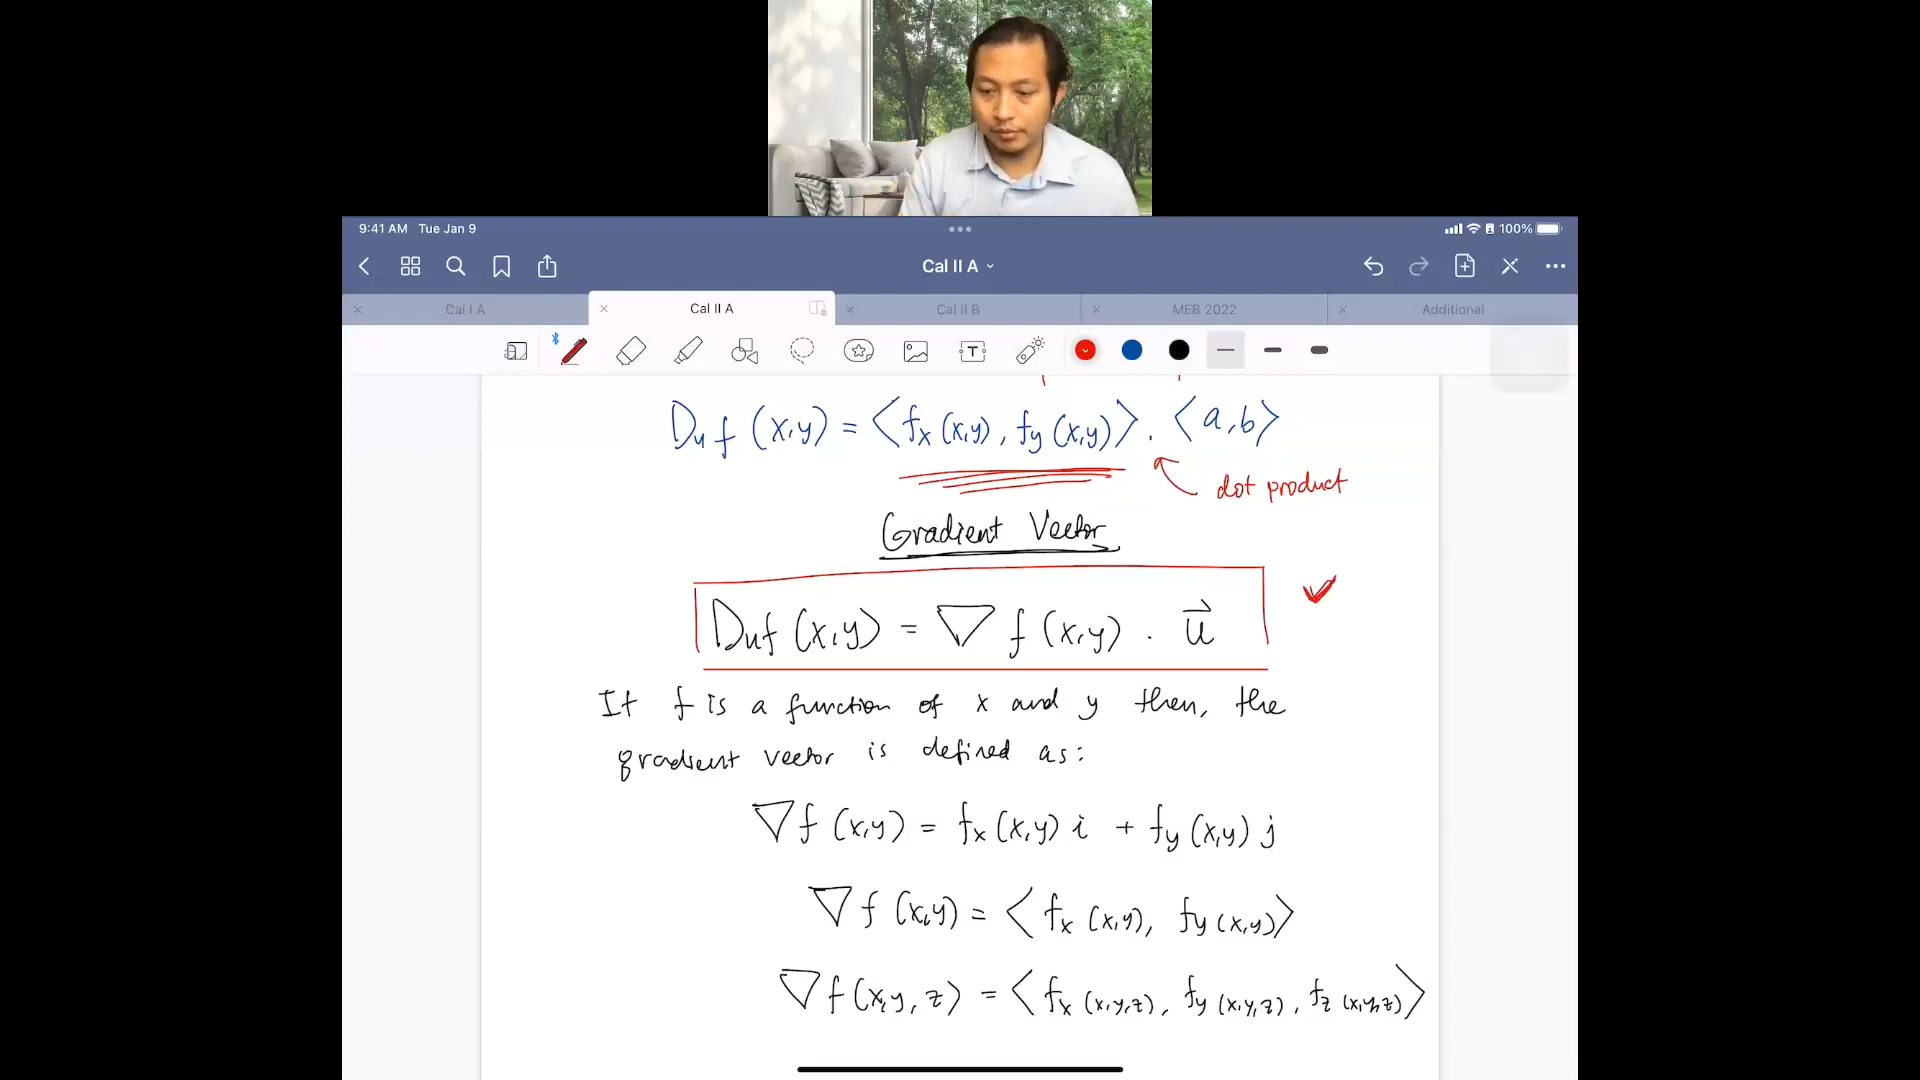 9:41 AM Tue Jan 9
100%
Cal II A
Cal I A
Cal II A
Cal II B
MEB 2022
Additional
Duf (x,y) = ⟨fx (x,y), fy (x,y)⟩ . ⟨a,b⟩
dot product
Gradient Vector
Duf (x,y) = ▽ f (x,y) . u⃗
If f is a function of x and y then, the
gradient vector is defined as:
▽f (x,y) = fx (x,y) i + fy (x,y) j
▽f (x,y) = ⟨fx (x,y), fy (x,y)⟩
▽f (x,y,z) = ⟨fx (x,y,z), fy (x,y,z), fz (x,y,z)⟩